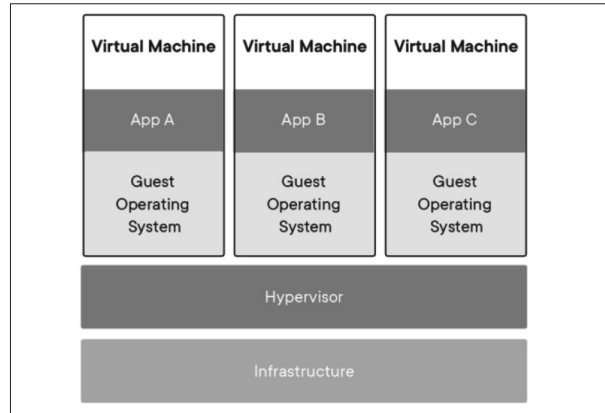 Virtual Machine
Virtual Machine
Virtual Machine
App A
App B
App C
Guest
Operating
System
Guest
Operating
System
Guest
Operating
System
Hypervisor
Infrastructure